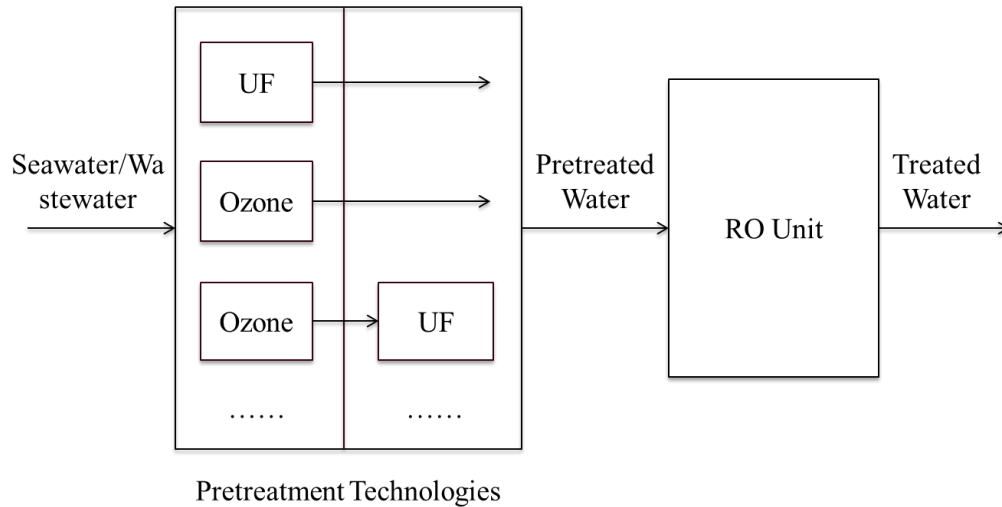 UF
Seawater/Wa
stewater
Ozone
Ozone
UF
......
......
Pretreatment Technologies
Pretreated
Water
RO Unit
Treated
Water